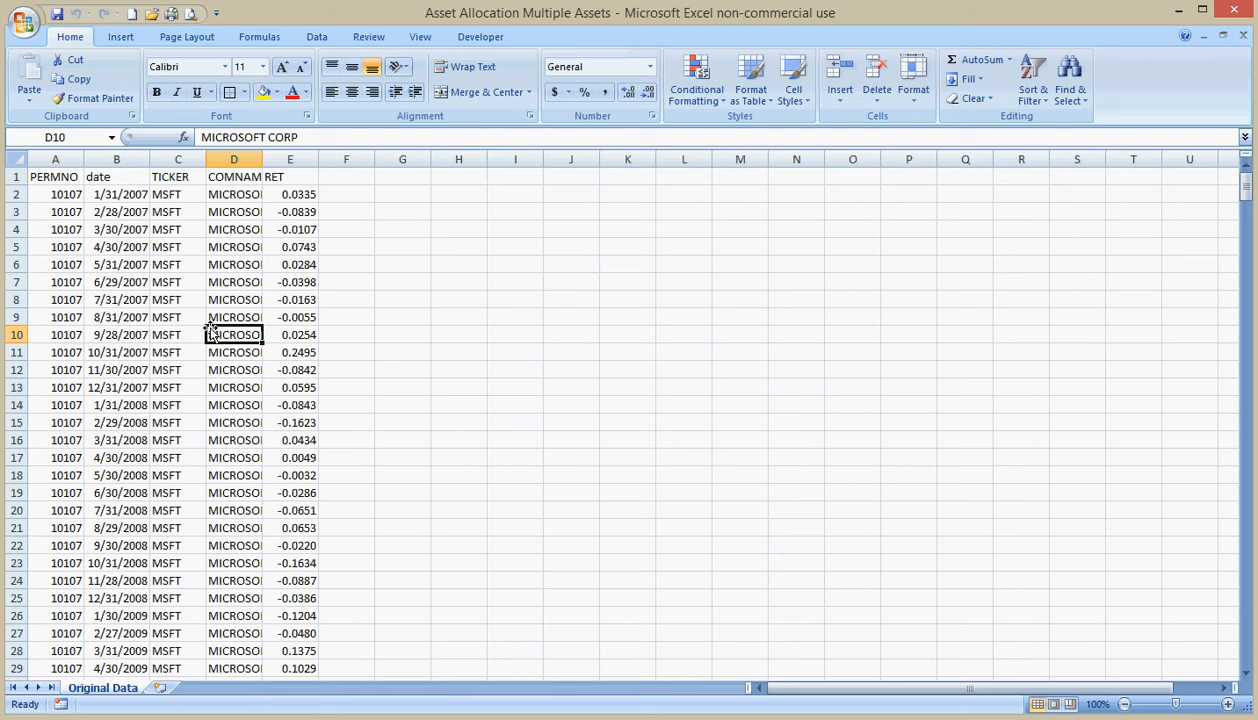 Asset Allocation Multiple Assets - Microsoft Excel non-commercial use
Home Insert Page Layout Formulas Data Review View Developer
Paste
Cut
Copy
Format Painter
Clipboard
Calibri 11
B I U A
Font
Wrap Text
Merge & Center
Alignment
General
$ % ,
Number
Conditional Formatting
Format as Table
Cell Styles
Styles
Insert Delete Format
Cells
AutoSum
Fill
Clear
Sort & Filter
Find & Select
Editing
D10 fx MICROSOFT CORP
A B C D E F G H I J K L M N O P Q R S T U
1 PERMNO date TICKER COMNAM RET
2 10107 1/31/2007 MSFT MICROSO 0.0335
3 10107 2/28/2007 MSFT MICROSO -0.0839
4 10107 3/30/2007 MSFT MICROSO -0.0107
5 10107 4/30/2007 MSFT MICROSO 0.0743
6 10107 5/31/2007 MSFT MICROSO 0.0284
7 10107 6/29/2007 MSFT MICROSO -0.0398
8 10107 7/31/2007 MSFT MICROSO -0.0163
9 10107 8/31/2007 MSFT MICROSO -0.0055
10 10107 9/28/2007 MSFT MICROSO 0.0254
11 10107 10/31/2007 MSFT MICROSO 0.2495
12 10107 11/30/2007 MSFT MICROSO -0.0842
13 10107 12/31/2007 MSFT MICROSO 0.0595
14 10107 1/31/2008 MSFT MICROSO -0.0843
15 10107 2/29/2008 MSFT MICROSO -0.1623
16 10107 3/31/2008 MSFT MICROSO 0.0434
17 10107 4/30/2008 MSFT MICROSO 0.0049
18 10107 5/30/2008 MSFT MICROSO -0.0032
19 10107 6/30/2008 MSFT MICROSO -0.0286
20 10107 7/31/2008 MSFT MICROSO -0.0651
21 10107 8/29/2008 MSFT MICROSO 0.0653
22 10107 9/30/2008 MSFT MICROSO -0.0220
23 10107 10/31/2008 MSFT MICROSO -0.1634
24 10107 11/28/2008 MSFT MICROSO -0.0887
25 10107 12/31/2008 MSFT MICROSO -0.0386
26 10107 1/30/2009 MSFT MICROSO -0.1204
27 10107 2/27/2009 MSFT MICROSO -0.0480
28 10107 3/31/2009 MSFT MICROSO 0.1375
29 10107 4/30/2009 MSFT MICROSO 0.1029
Original Data
Ready 100%